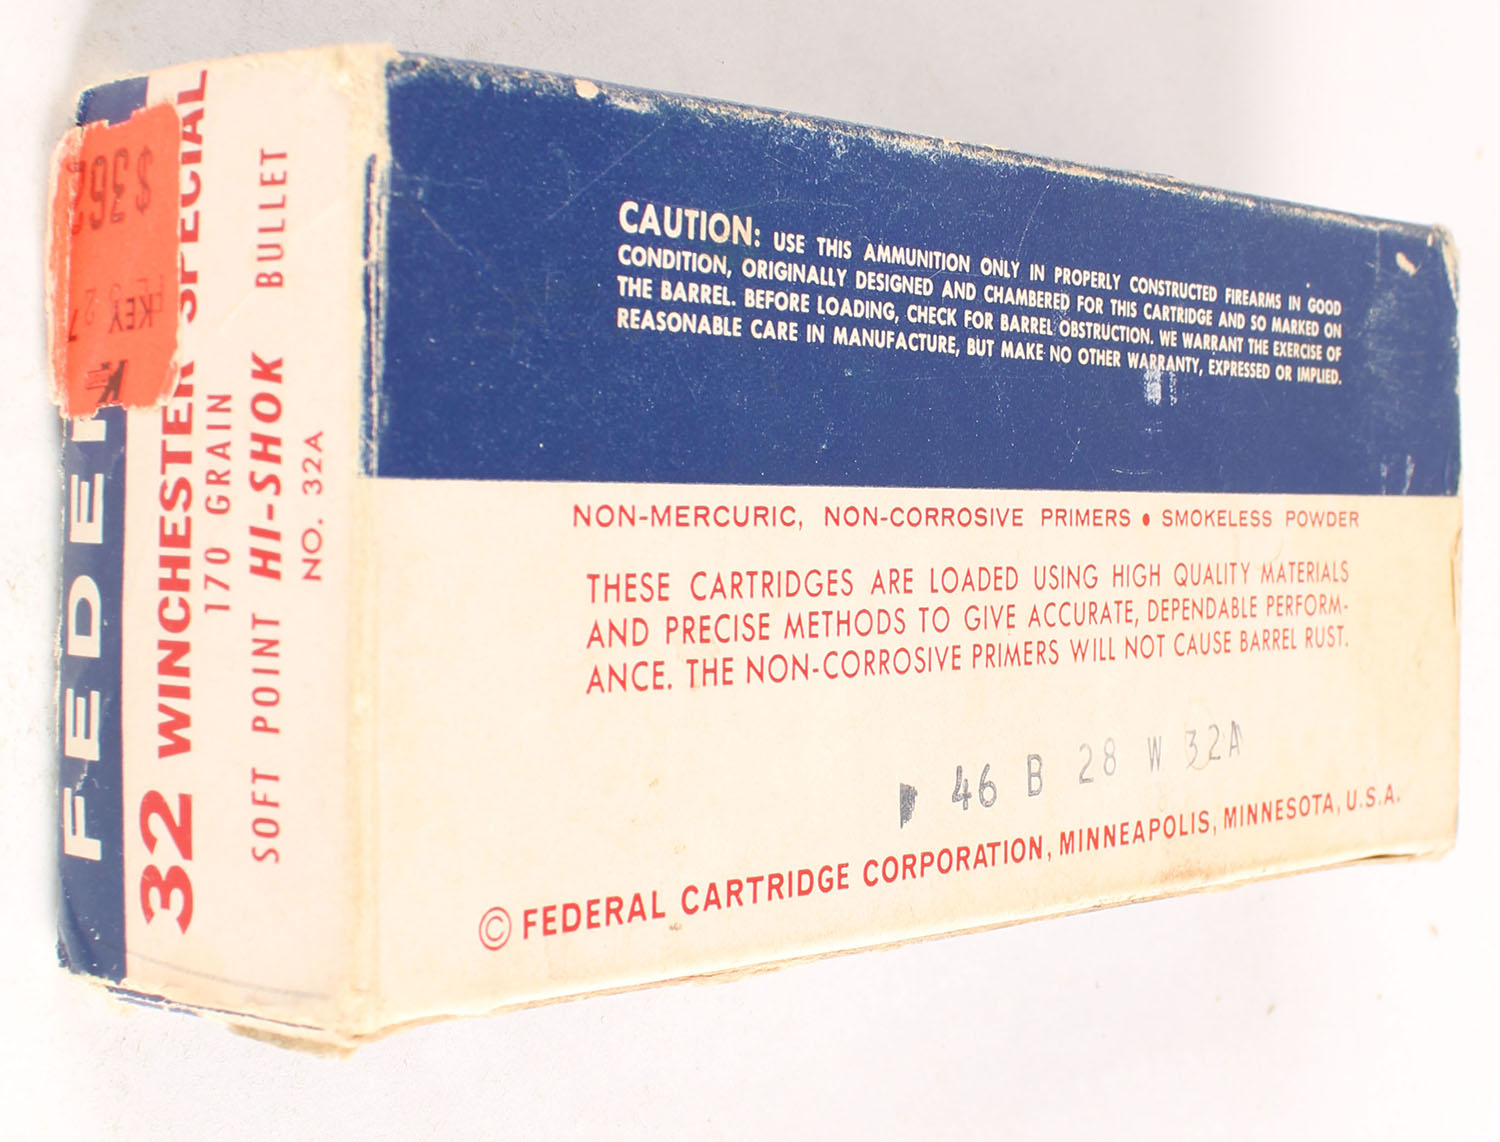 FEDER
32 WINCHESTER SPECIAL
170 GRAIN
SOFT POINT HI-SHOK BULLET
NO. 32A
CAUTION: USE THIS AMMUNITION ONLY IN PROPERLY CONSTRUCTED FIREARMS IN GOOD
CONDITION, ORIGINALLY DESIGNED AND CHAMBERED FOR THIS CARTRIDGE AND SO MARKED ON
THE BARREL. BEFORE LOADING, CHECK FOR BARREL OBSTRUCTION. WE WARRANT THE EXERCISE OF
REASONABLE CARE IN MANUFACTURE, BUT MAKE NO OTHER WARRANTY, EXPRESSED OR IMPLIED.
NON-MERCURIC, NON-CORROSIVE PRIMERS • SMOKELESS POWDER
THESE CARTRIDGES ARE LOADED USING HIGH QUALITY MATERIALS
AND PRECISE METHODS TO GIVE ACCURATE, DEPENDABLE PERFORM-
ANCE. THE NON-CORROSIVE PRIMERS WILL NOT CAUSE BARREL RUST.
46 B 28 W 32A
© FEDERAL CARTRIDGE CORPORATION, MINNEAPOLIS, MINNESOTA, U.S.A.